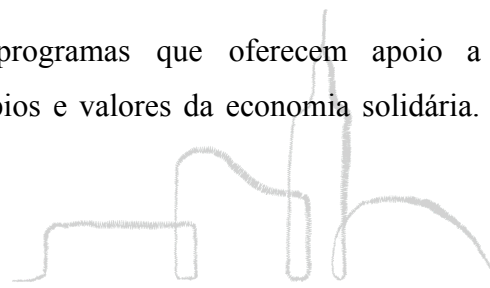 programas que oferecem apoio a
pios e valores da economia solidária.